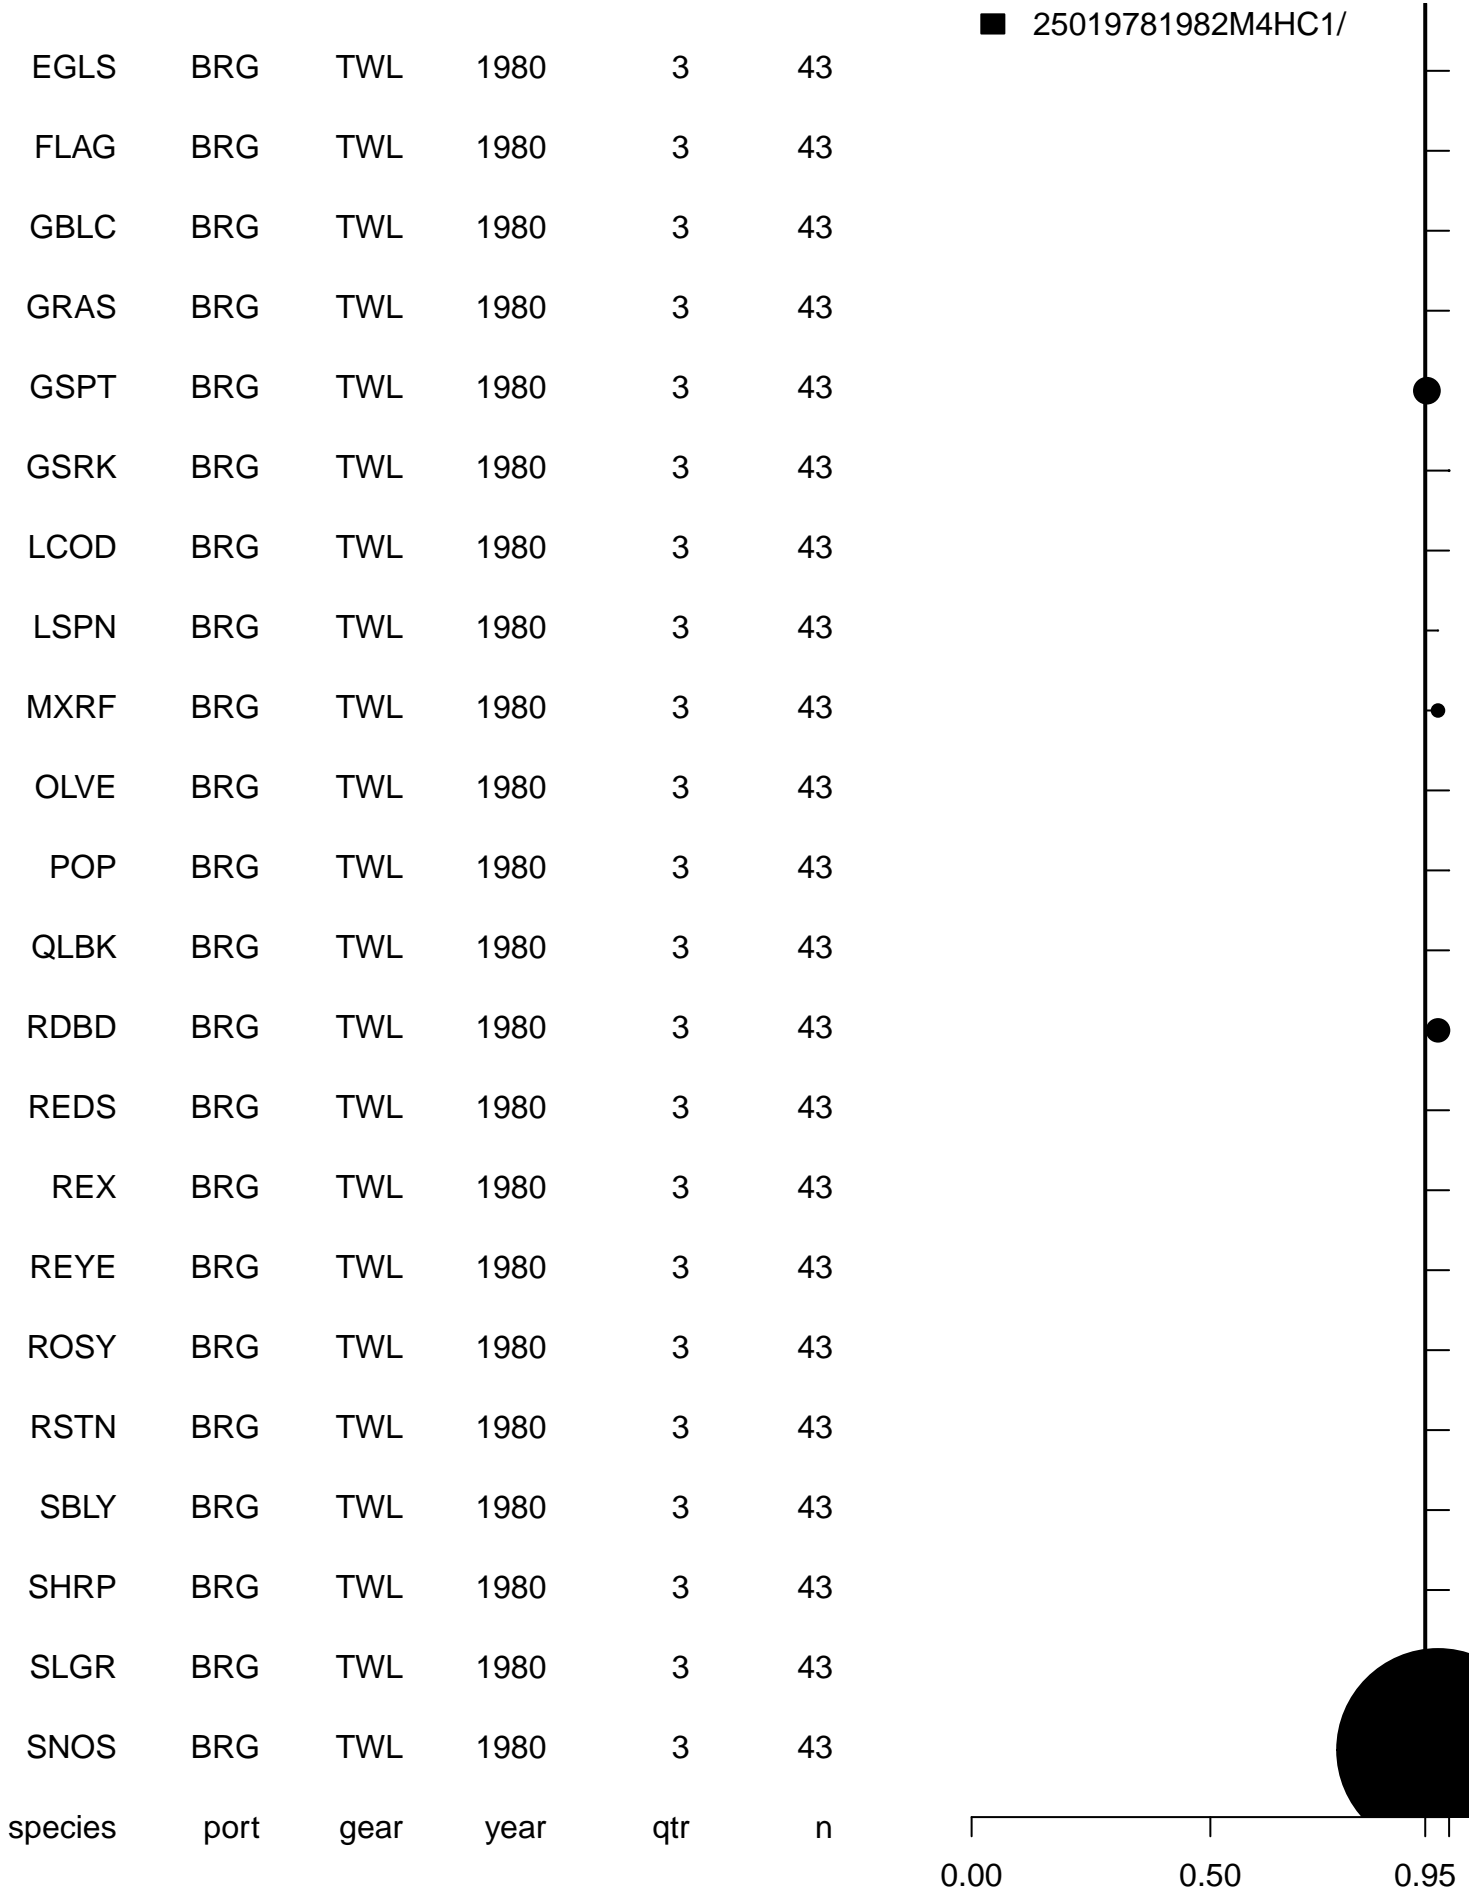 25019781982M4HC1/
EGLS BRG TWL 1980 3 43
FLAG BRG TWL 1980 3 43
GBLC BRG TWL 1980 3 43
GRAS BRG TWL 1980 3 43
GSPT BRG TWL 1980 3 43
GSRK BRG TWL 1980 3 43
LCOD BRG TWL 1980 3 43
LSPN BRG TWL 1980 3 43
MXRF BRG TWL 1980 3 43
OLVE BRG TWL 1980 3 43
POP BRG TWL 1980 3 43
QLBK BRG TWL 1980 3 43
RDBD BRG TWL 1980 3 43
REDS BRG TWL 1980 3 43
REX BRG TWL 1980 3 43
REYE BRG TWL 1980 3 43
ROSY BRG TWL 1980 3 43
RSTN BRG TWL 1980 3 43
SBLY BRG TWL 1980 3 43
SHRP BRG TWL 1980 3 43
SLGR BRG TWL 1980 3 43
SNOS BRG TWL 1980 3 43
species port gear year qtr n
0.00 0.50 0.95